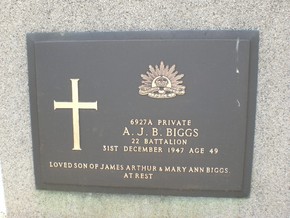 6927A PRIVATE
A. J. B. BIGGS
22 BATTALION
31ST DECEMBER 1947 AGE 49
LOVED SON OF JAMES ARTHUR & MARY ANN BIGGS.
AT REST